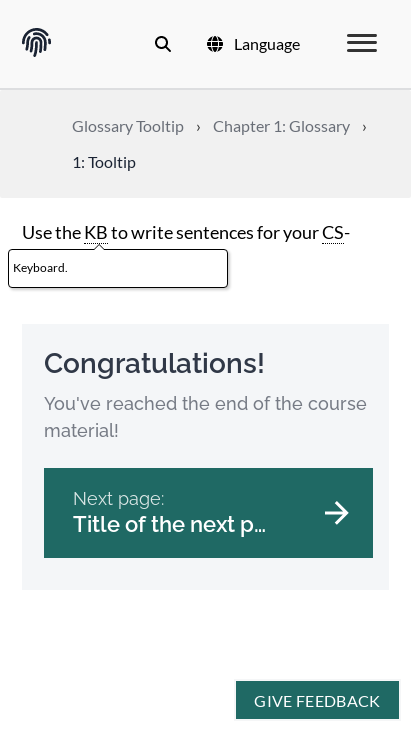 Language
Glossary Tooltip › Chapter 1: Glossary ›
1: Tooltip
Use the KB to write sentences for your CS-
Keyboard.
Congratulations!
You've reached the end of the course
material!
Next page:
Title of the next p...
GIVE FEEDBACK